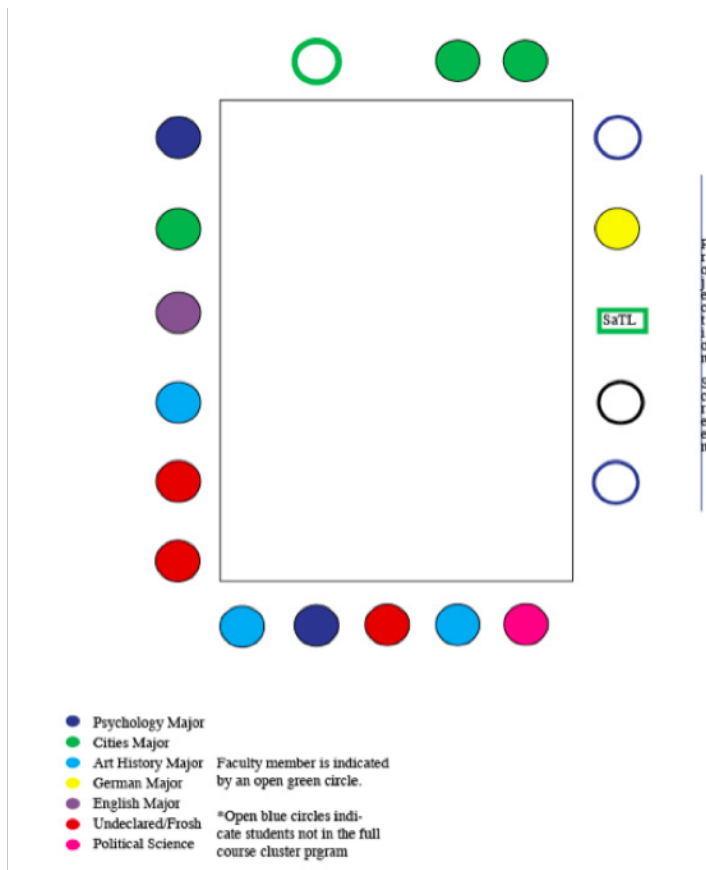 SaTL
Projection Screen
Psychology Major
Cities Major
Art History Major
German Major
English Major
Undeclared/Frosh
Political Science
Faculty member is indicated
by an open green circle.
*Open blue circles indi-
cate students not in the full
course cluster prgram